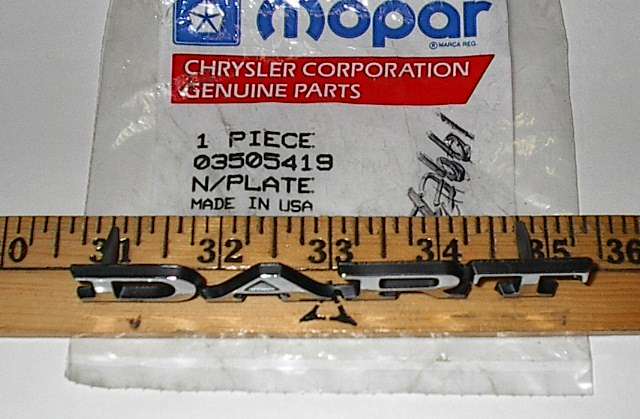 mopar
® MARCA REG.
CHRYSLER CORPORATION
GENUINE PARTS
1 PIECE
03505419
N/PLATE
MADE IN USA
0 31 32 33 34 35 36
DART